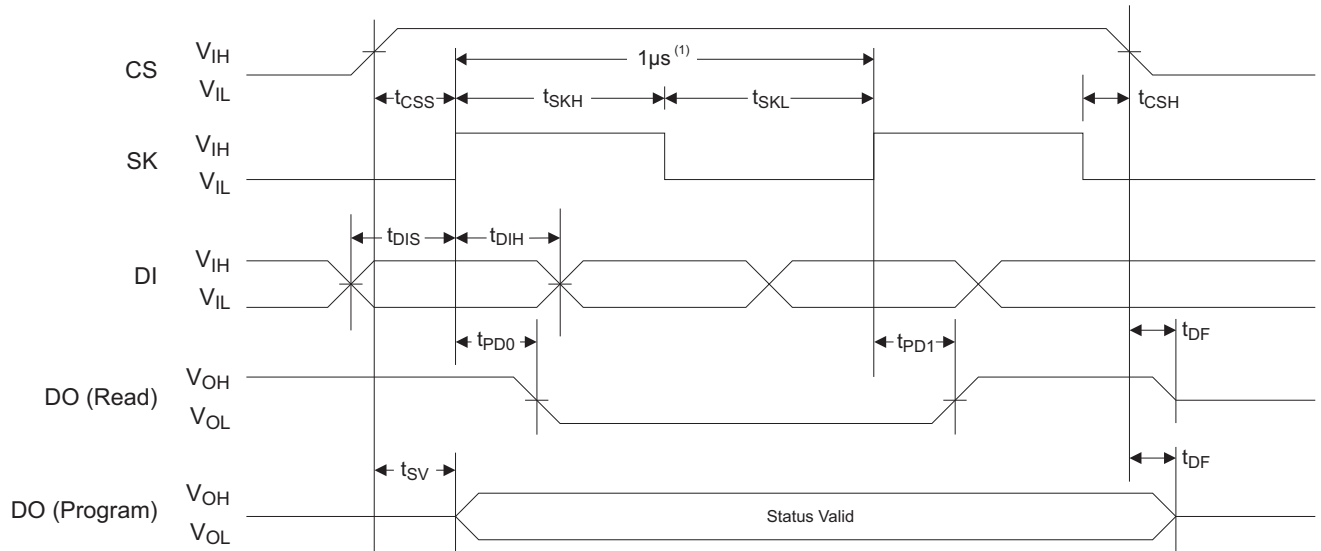 CS
V_IH
V_IL
1µs (1)
t_CSS
t_SKH
t_SKL
t_CSH
SK
V_IH
V_IL
t_DIS
t_DIH
DI
V_IH
V_IL
t_PD0
t_PD1
t_DF
DO (Read)
V_OH
V_OL
t_SV
t_DF
DO (Program)
V_OH
V_OL
Status Valid